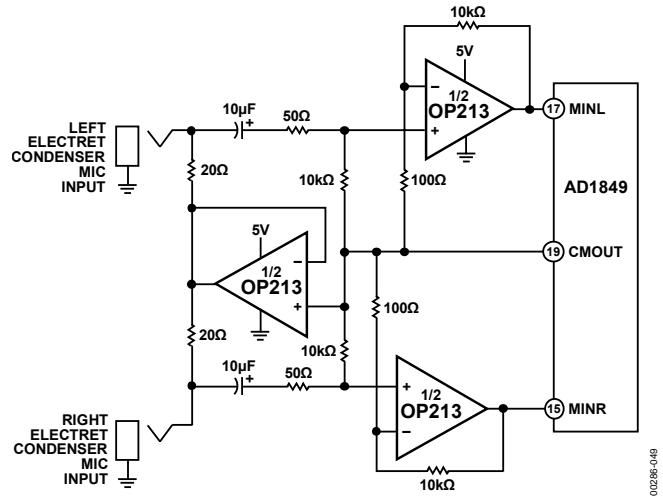 10kΩ
5V
1/2
OP213
−
+
17 MINL
10µF
+
50Ω
LEFT
ELECTRET
CONDENSER
MIC
INPUT
20Ω
10kΩ
100Ω
AD1849
5V
1/2
OP213
−
+
19 CMOUT
100Ω
20Ω
10kΩ
10µF
+
50Ω
1/2
OP213
+
−
15 MINR
RIGHT
ELECTRET
CONDENSER
MIC
INPUT
10kΩ
00286-049